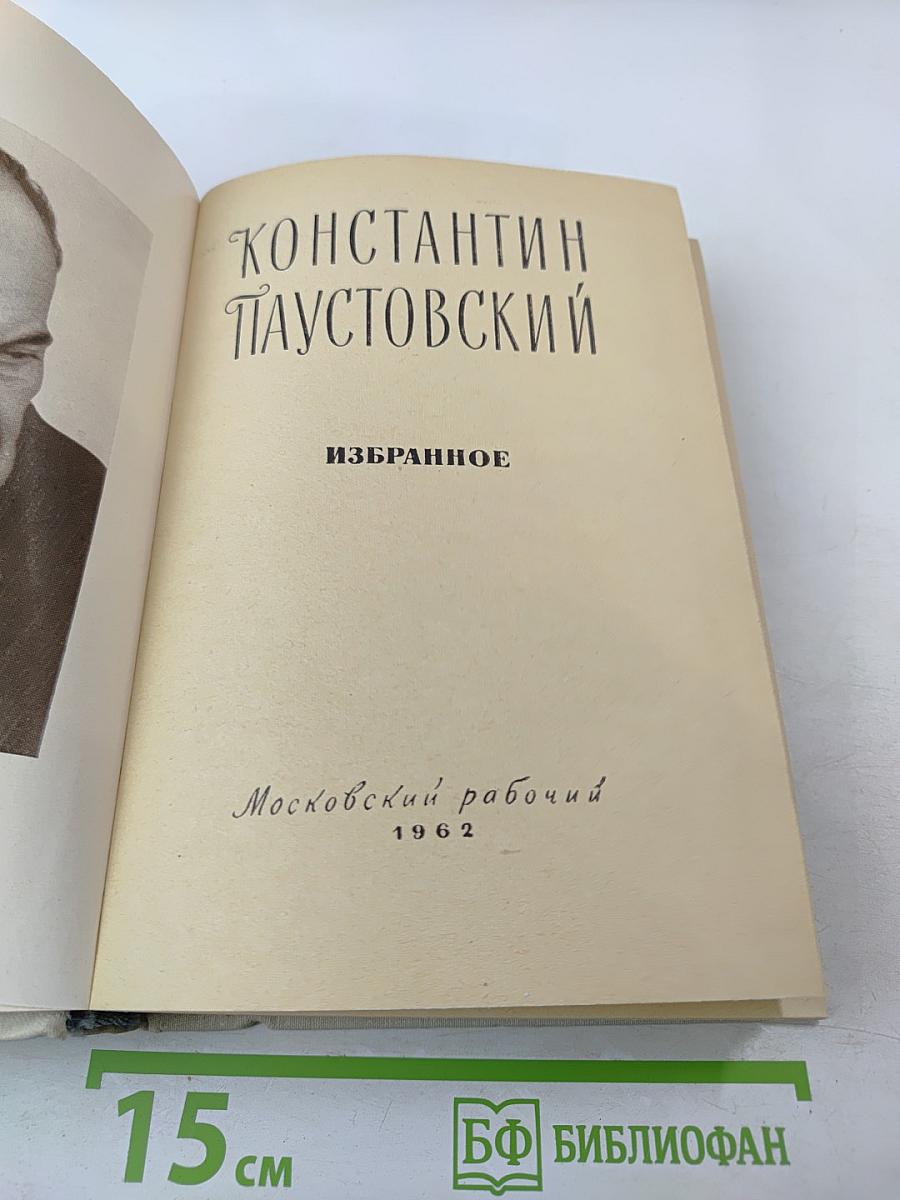 КОНСТАНТИН
ПАУСТОВСКИЙ
ИЗБРАННОЕ
Московский рабочий
1962
15 см
БФ БИБЛИОФАН